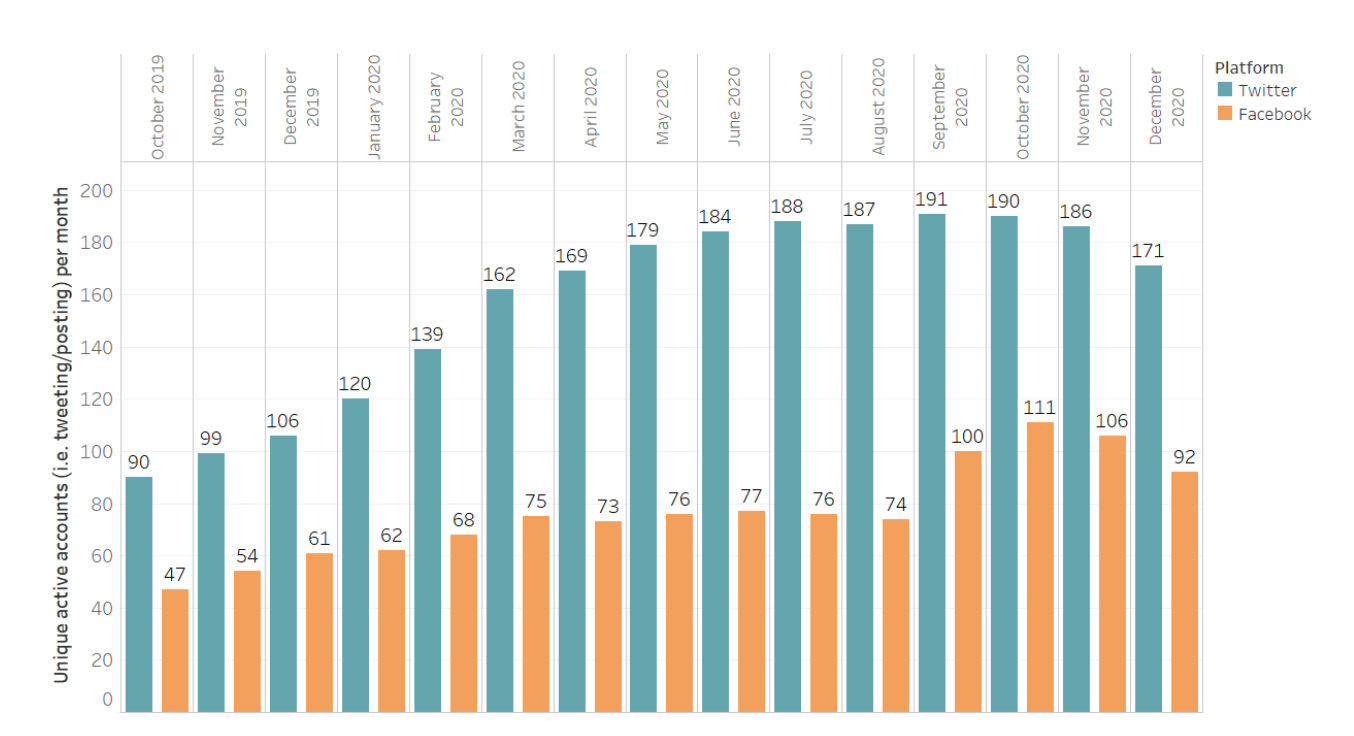 October 2019
November
2019
December
2019
January 2020
February
2020
March 2020
April 2020
May 2020
June 2020
July 2020
August 2020
September
2020
October 2020
November
2020
December
2020
Platform
Twitter
Facebook
Unique active accounts (i.e. tweeting/posting) per month
200
180
160
140
120
100
80
60
40
20
0
90
47
99
54
106
61
120
62
139
68
162
75
169
73
179
76
184
77
188
76
187
74
191
100
190
111
186
106
171
92